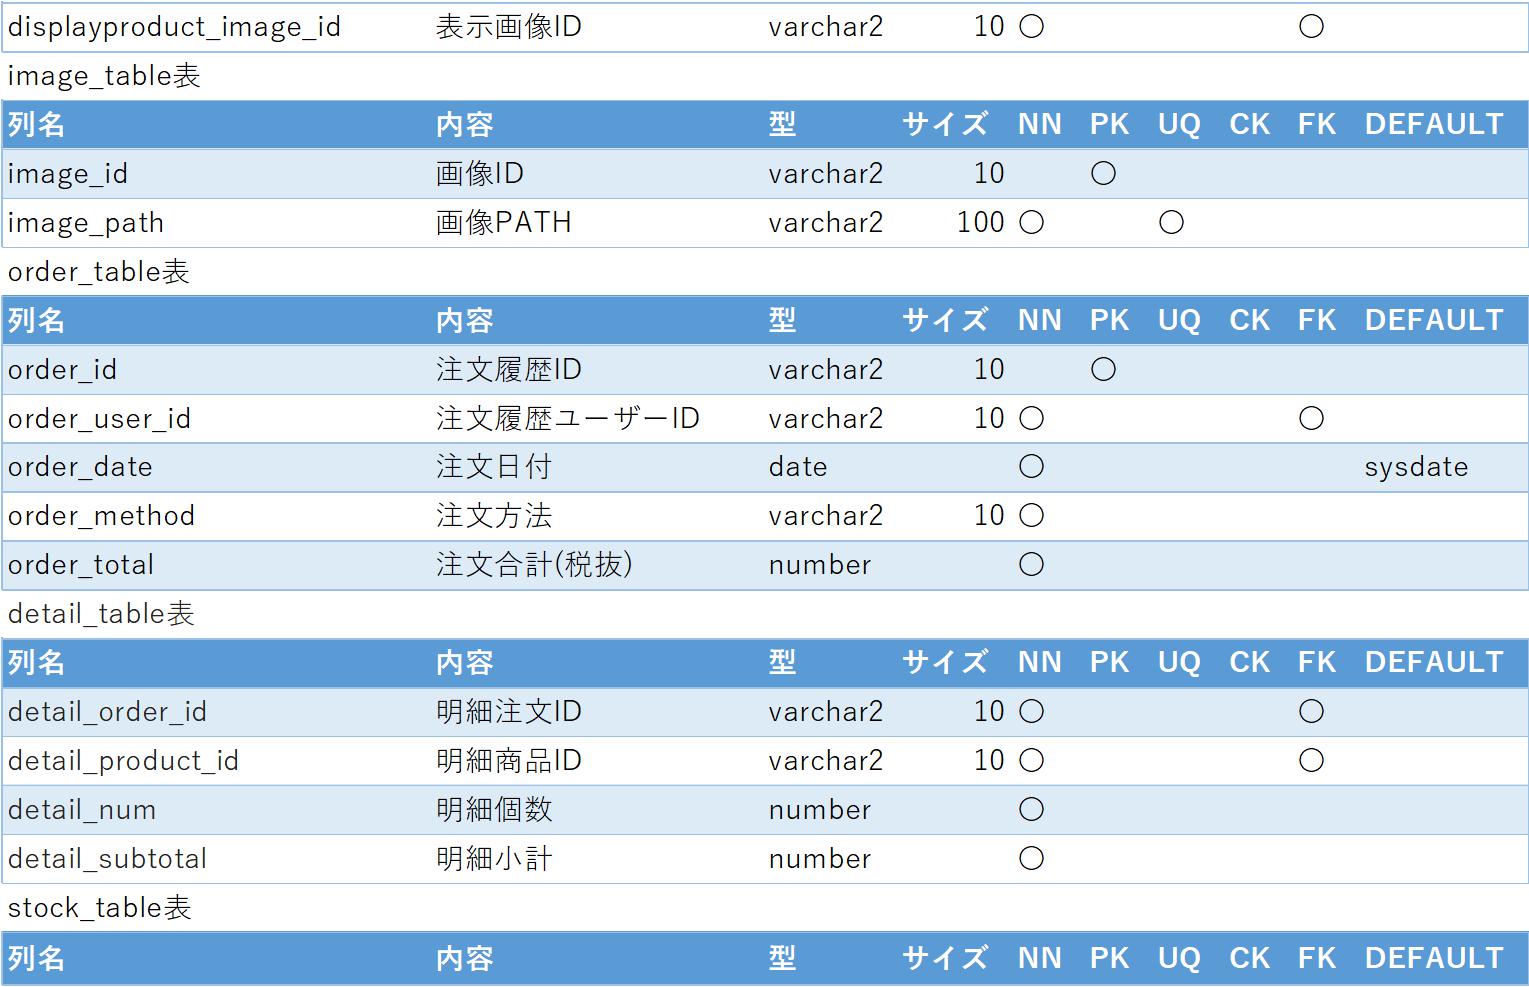 displayproduct_image_id 表示画像ID varchar2 10 〇 〇
image_table表
列名 内容 型 サイズ NN PK UQ CK FK DEFAULT
image_id 画像ID varchar2 10 〇
image_path 画像PATH varchar2 100 〇 〇
order_table表
列名 内容 型 サイズ NN PK UQ CK FK DEFAULT
order_id 注文履歴ID varchar2 10 〇
order_user_id 注文履歴ユーザーID varchar2 10 〇 〇
order_date 注文日付 date 〇 sysdate
order_method 注文方法 varchar2 10 〇
order_total 注文合計(税抜) number 〇
detail_table表
列名 内容 型 サイズ NN PK UQ CK FK DEFAULT
detail_order_id 明細注文ID varchar2 10 〇 〇
detail_product_id 明細商品ID varchar2 10 〇 〇
detail_num 明細個数 number 〇
detail_subtotal 明細小計 number 〇
stock_table表
列名 内容 型 サイズ NN PK UQ CK FK DEFAULT